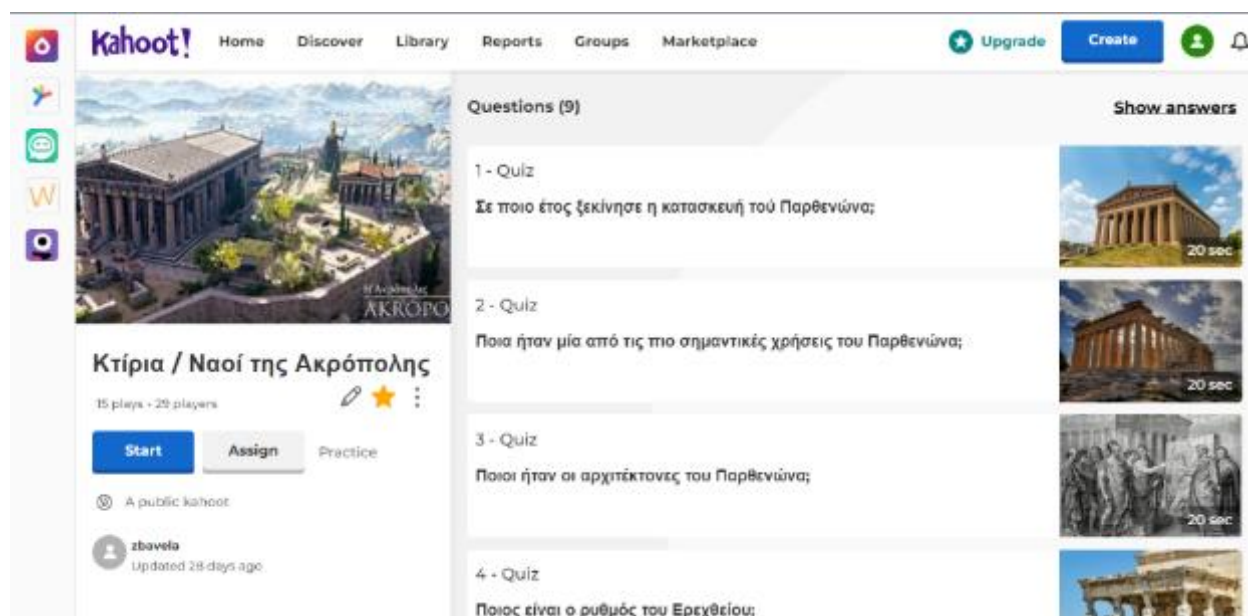 Kahoot!
Home
Discover
Library
Reports
Groups
Marketplace
Upgrade
Create
Η Ακρόπολις
AKROPO
Κτίρια / Ναοί της Ακρόπολης
15 plays · 29 players
Start
Assign
Practice
A public kahoot
zbavela
Updated 28 days ago
Questions (9)
Show answers
1 - Quiz
Σε ποιο έτος ξεκίνησε η κατασκευή τού Παρθενώνα;
20 sec
2 - Quiz
Ποια ήταν μία από τις πιο σημαντικές χρήσεις του Παρθενώνα;
20 sec
3 - Quiz
Ποιοι ήταν οι αρχιτέκτονες του Παρθενώνα;
20 sec
4 - Quiz
Ποιος είναι ο ρυθμός του Ερεχθείου;